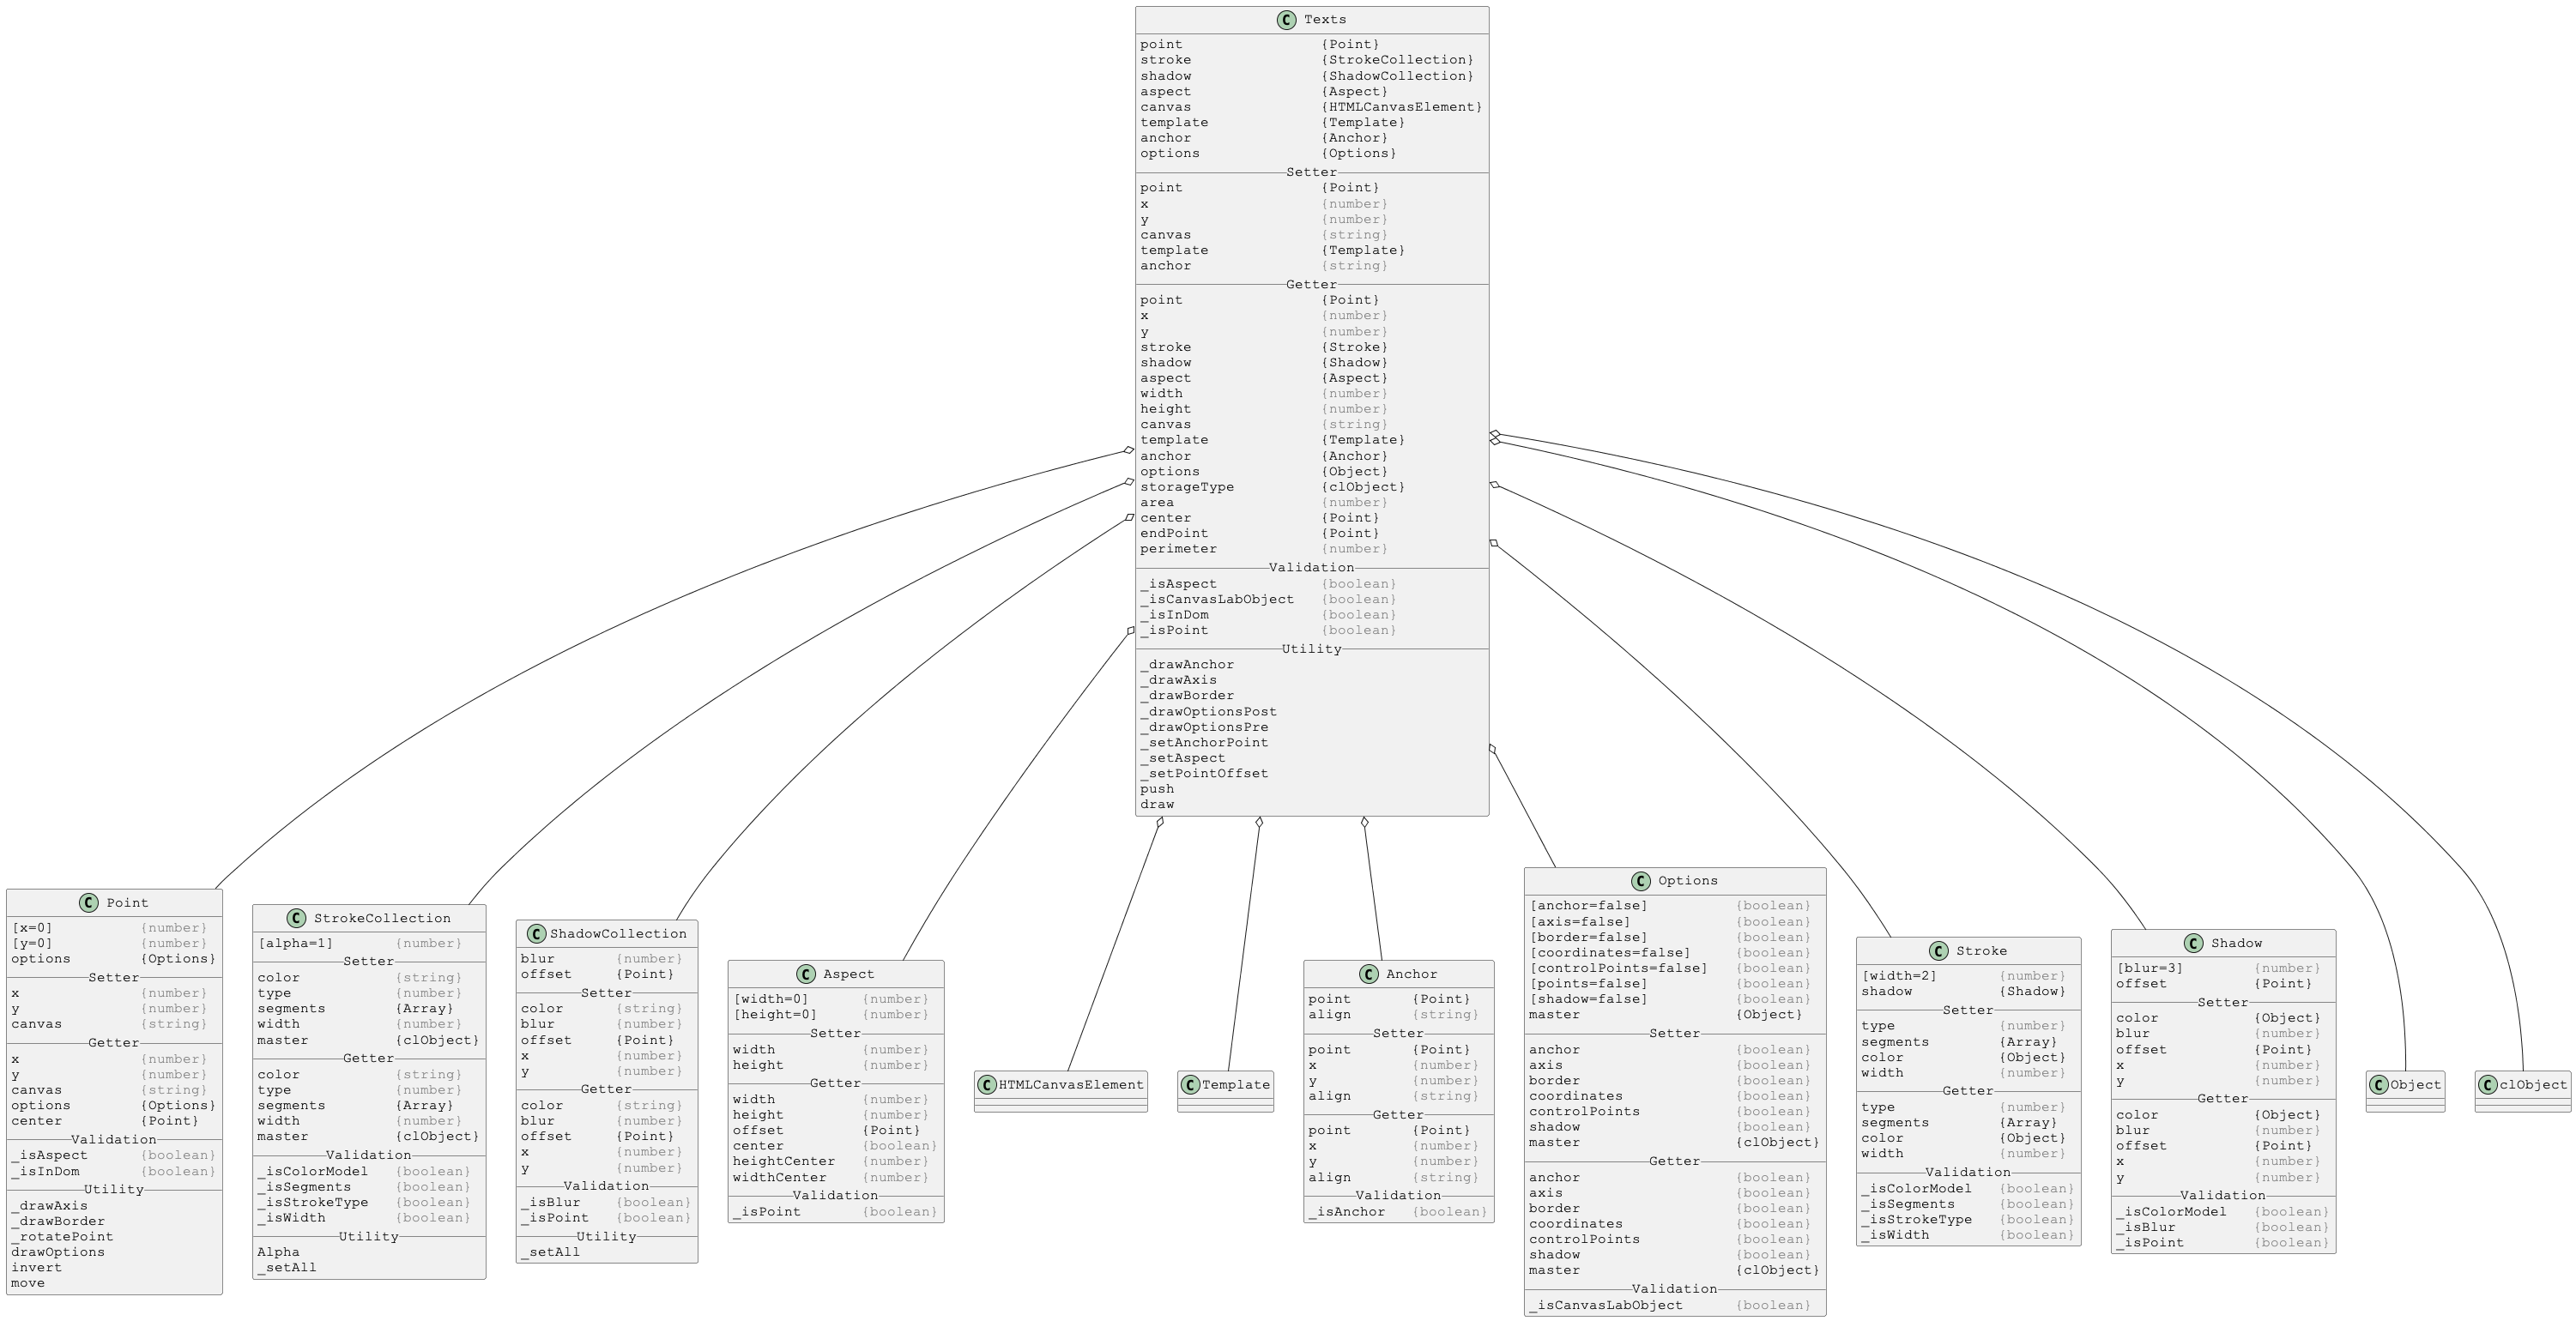 C Texts
point {Point}
stroke {StrokeCollection}
shadow {ShadowCollection}
aspect {Aspect}
canvas {HTMLCanvasElement}
template {Template}
anchor {Anchor}
options {Options}
Setter
point {Point}
x {number}
y {number}
canvas {string}
template {Template}
anchor {string}
Getter
point {Point}
x {number}
y {number}
stroke {Stroke}
shadow {Shadow}
aspect {Aspect}
width {number}
height {number}
canvas {string}
template {Template}
anchor {Anchor}
options {Object}
storageType {clObject}
area {number}
center {Point}
endPoint {Point}
perimeter {number}
Validation
_isAspect {boolean}
_isCanvasLabObject {boolean}
_isInDom {boolean}
_isPoint {boolean}
Utility
_drawAnchor
_drawAxis
_drawBorder
_drawOptionsPost
_drawOptionsPre
_setAnchorPoint
_setAspect
_setPointOffset
push
draw
C Point
[x=0] {number}
[y=0] {number}
options {Options}
Setter
x {number}
y {number}
canvas {string}
Getter
x {number}
y {number}
canvas {string}
options {Options}
center {Point}
Validation
_isAspect {boolean}
_isInDom {boolean}
Utility
_drawAxis
_drawBorder
_rotatePoint
drawOptions
invert
move
C StrokeCollection
[alpha=1] {number}
Setter
color {string}
type {number}
segments {Array}
width {number}
master {clObject}
Getter
color {string}
type {number}
segments {Array}
width {number}
master {clObject}
Validation
_isColorModel {boolean}
_isSegments {boolean}
_isStrokeType {boolean}
_isWidth {boolean}
Utility
Alpha
_setAll
C ShadowCollection
blur {number}
offset {Point}
Setter
color {string}
blur {number}
offset {Point}
x {number}
y {number}
Getter
color {string}
blur {number}
offset {Point}
x {number}
y {number}
Validation
_isBlur {boolean}
_isPoint {boolean}
Utility
_setAll
C Aspect
[width=0] {number}
[height=0] {number}
Setter
width {number}
height {number}
Getter
width {number}
height {number}
offset {Point}
center {boolean}
heightCenter {number}
widthCenter {number}
Validation
_isPoint {boolean}
C HTMLCanvasElement
C Template
C Anchor
point {Point}
align {string}
Setter
point {Point}
x {number}
y {number}
align {string}
Getter
point {Point}
x {number}
y {number}
align {string}
Validation
_isAnchor {boolean}
C Options
[anchor=false] {boolean}
[axis=false] {boolean}
[border=false] {boolean}
[coordinates=false] {boolean}
[controlPoints=false] {boolean}
[points=false] {boolean}
[shadow=false] {boolean}
master {Object}
Setter
anchor {boolean}
axis {boolean}
border {boolean}
coordinates {boolean}
controlPoints {boolean}
shadow {boolean}
master {clObject}
Getter
anchor {boolean}
axis {boolean}
border {boolean}
coordinates {boolean}
controlPoints {boolean}
shadow {boolean}
master {clObject}
Validation
_isCanvasLabObject {boolean}
C Stroke
[width=2] {number}
shadow {Shadow}
Setter
type {number}
segments {Array}
color {Object}
width {number}
Getter
type {number}
segments {Array}
color {Object}
width {number}
Validation
_isColorModel {boolean}
_isSegments {boolean}
_isStrokeType {boolean}
_isWidth {boolean}
C Shadow
[blur=3] {number}
offset {Point}
Setter
color {Object}
blur {number}
offset {Point}
x {number}
y {number}
Getter
color {Object}
blur {number}
offset {Point}
x {number}
y {number}
Validation
_isColorModel {boolean}
_isBlur {boolean}
_isPoint {boolean}
C Object
C clObject